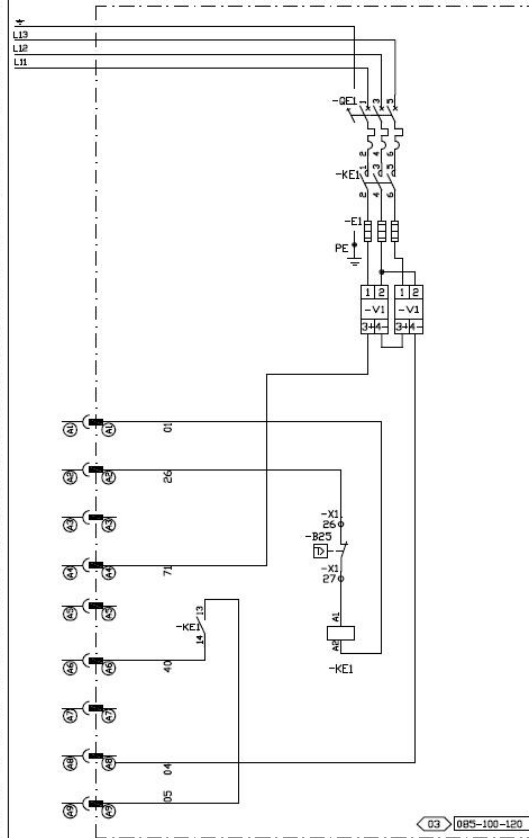 L13
L12
L11
-QE1
1 3 5
2 4 6
-KE1
1 3 5
2 4 6
-E1
PE
1 2
-V1
3+4-
1 2
-V1
3+4-
A1 A1 01
A2 A2 26
-X1
26
A3 A3
-B25
A4 A4 71
-X1
27
A5 A5
13
-KE1
14
A1
A2
-KE1
A6 A6 40
A7 A7
A8 A8 04
A9 A9 05
03 085-100-120